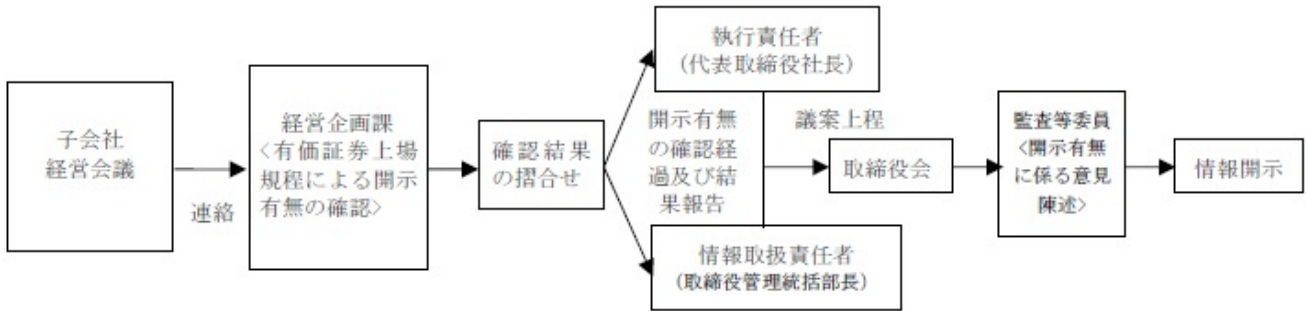 子会社
経営会議
連絡
経営企画課
<有価証券上場
規程による開示
有無の確認>
確認結果
の摺合せ
執行責任者
(代表取締役社長)
開示有無
の確認経
過及び結
果報告
情報取扱責任者
(取締役管理統括部長)
議案上程
取締役会
監査等委員
<開示有無
に係る意見
陳述>
情報開示